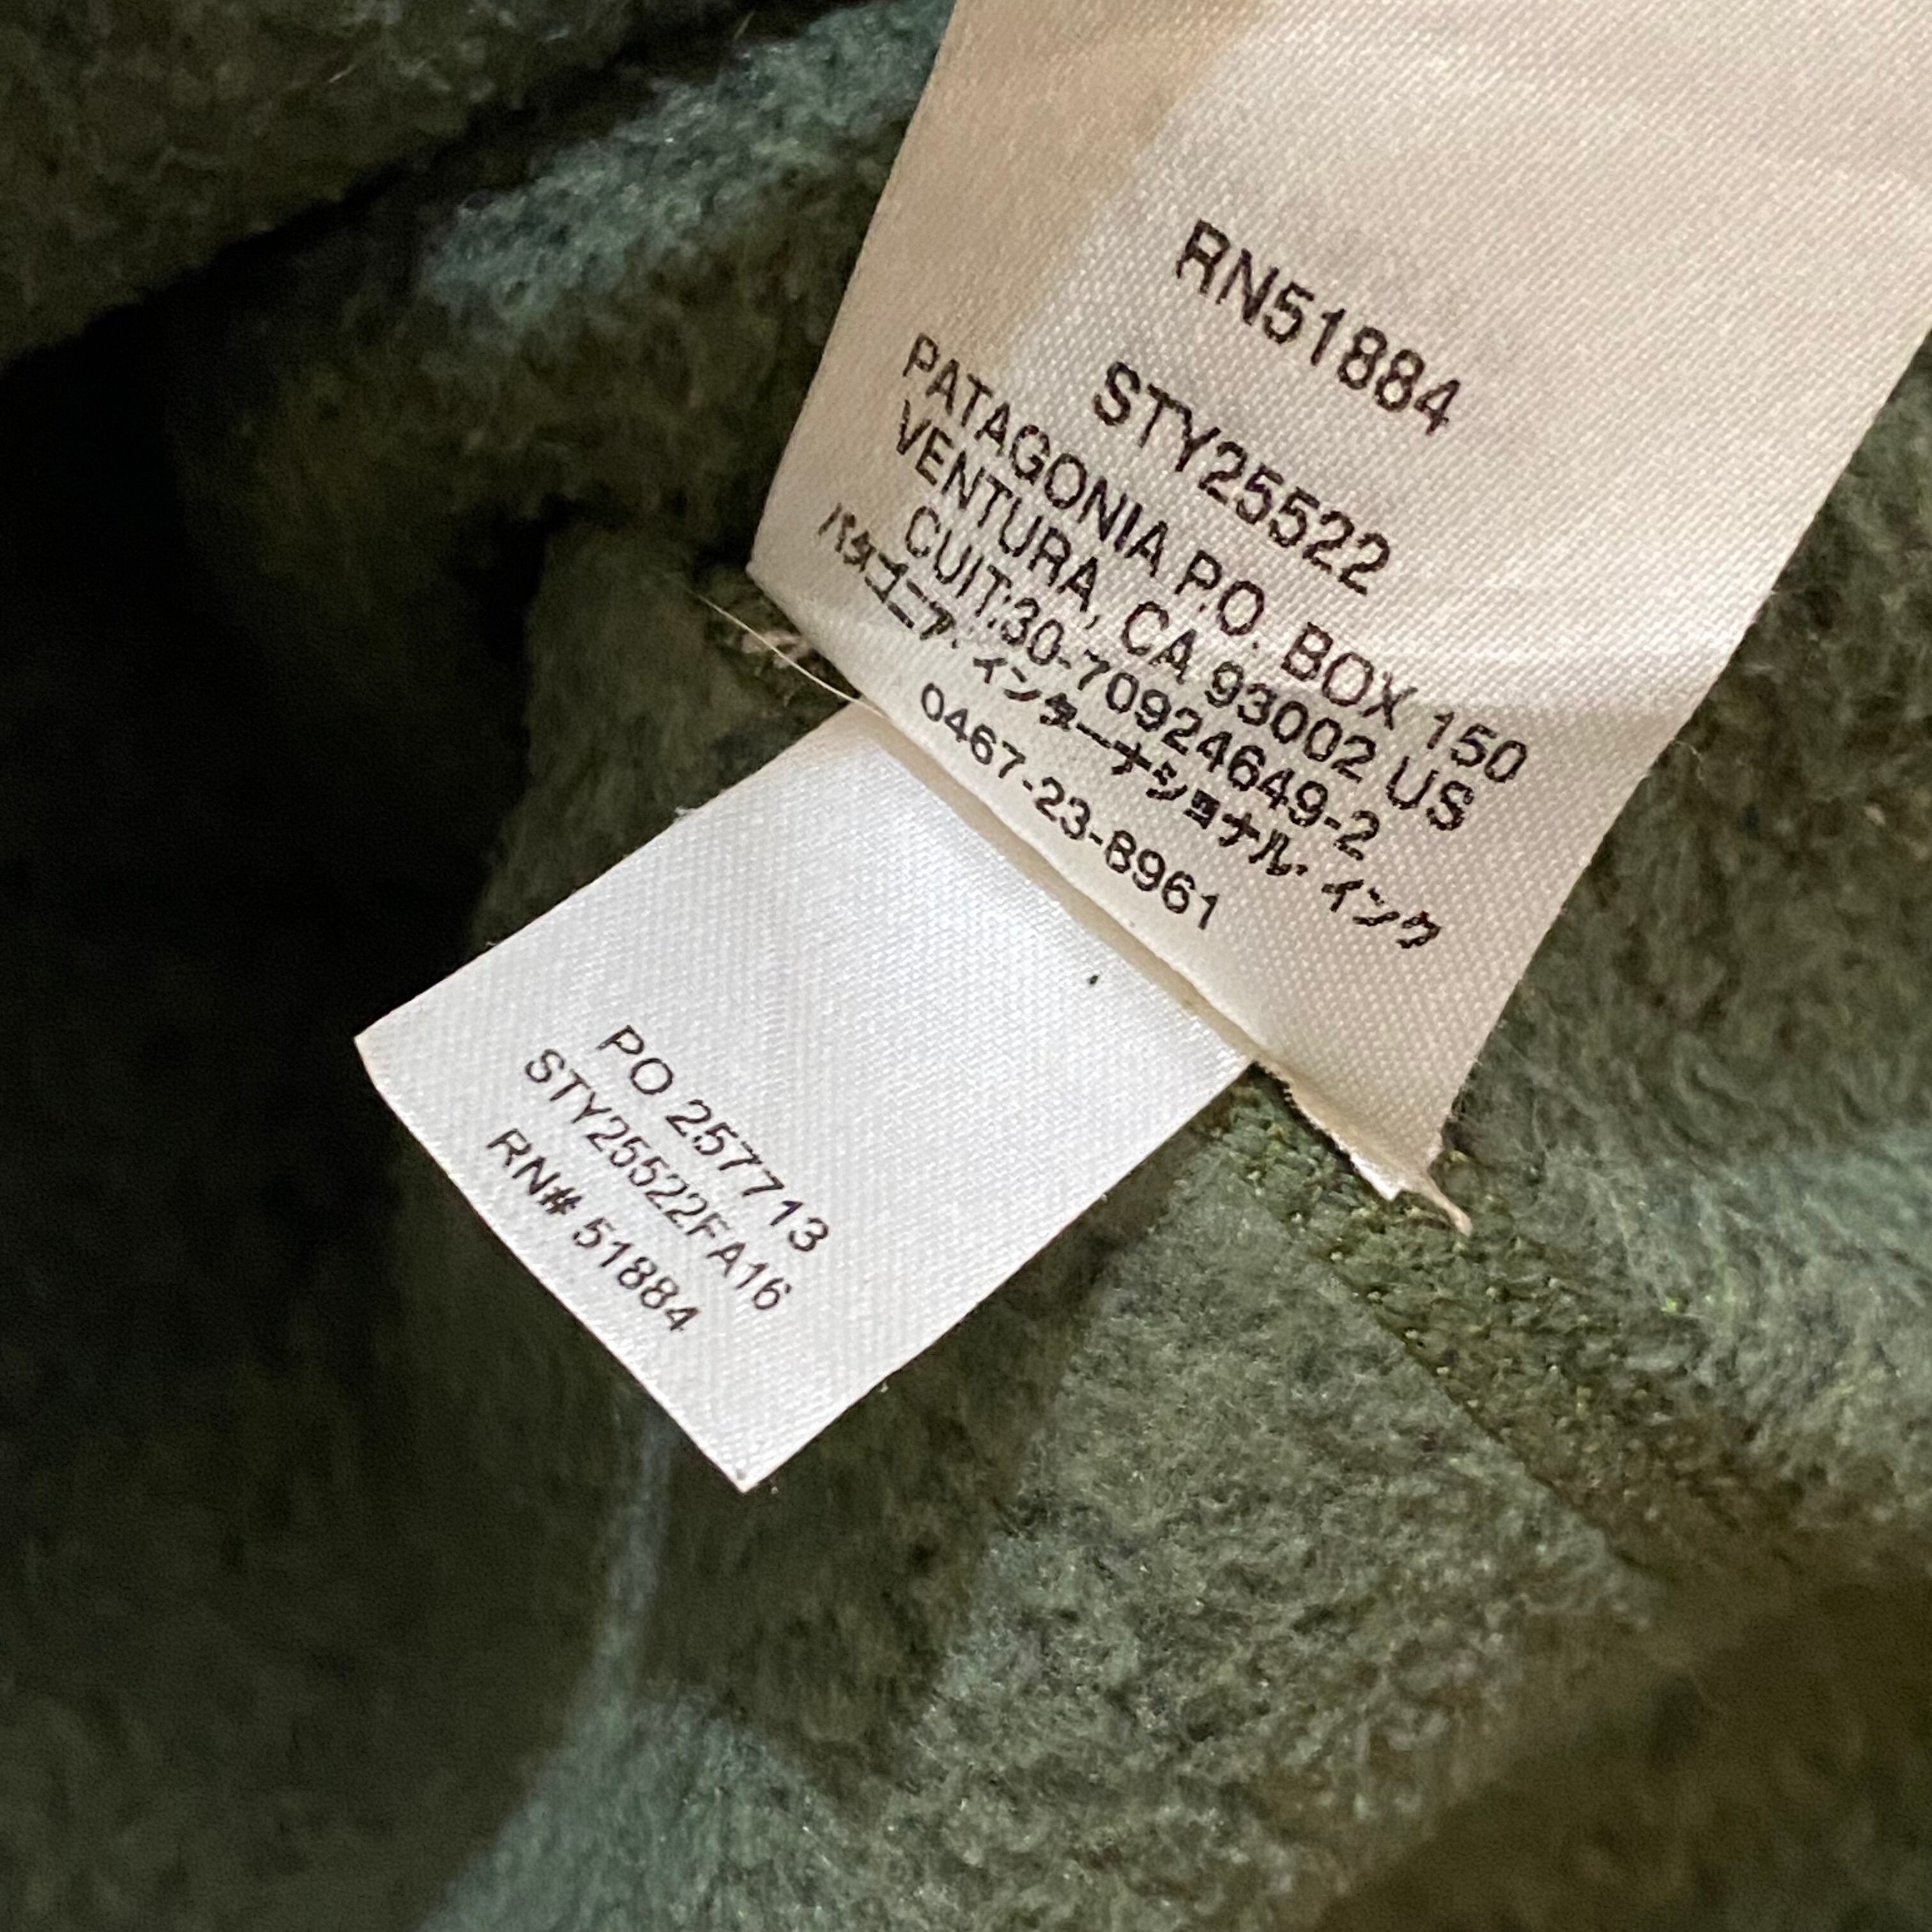 RN51884
STY25522
PATAGONIA P.O. BOX 150
VENTURA, CA 93002 US
CUIT:30-70924649-2
パタゴニア・インターナショナル・インク
0467-23-8961
PO 257713
STY25522FA16
RN# 51884